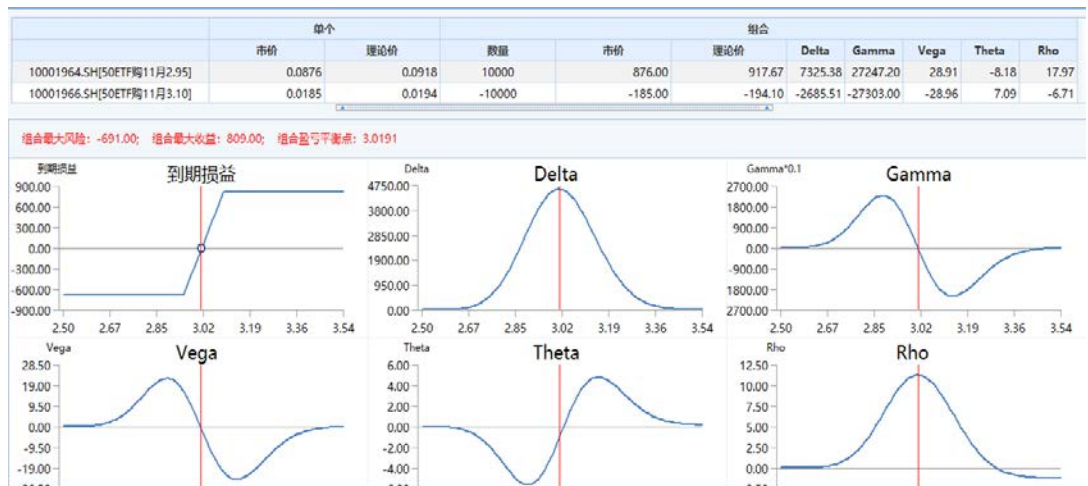 单个 组合
市价 理论价 数量 市价 理论价 Delta Gamma Vega Theta Rho
10001964.SH[50ETF购11月2.95] 0.0876 0.0918 10000 876.00 917.67 7325.38 27247.20 28.91 -8.18 17.97
10001966.SH[50ETF购11月3.10] 0.0185 0.0194 -10000 -185.00 -194.10 -2685.51 -27303.00 -28.96 7.09 -6.71
组合最大风险: -691.00; 组合最大收益: 809.00; 组合盈亏平衡点: 3.0191
到期损益
到期损益
900.00
600.00
300.00
0.00
-300.00
-600.00
-900.00
2.50 2.67 2.85 3.02 3.19 3.36 3.54
Delta
Delta
4750.00
3800.00
2850.00
1900.00
950.00
0.00
2.50 2.67 2.85 3.02 3.19 3.36 3.54
Gamma*0.1
Gamma
2700.00
1800.00
900.00
0.00
-900.00
1800.00
2700.00
2.50 2.67 2.85 3.02 3.19 3.36 3.54
Vega
Vega
28.50
19.00
9.50
0.00
-9.50
-19.00
Theta
Theta
6.00
4.00
2.00
0.00
-2.00
-4.00
Rho
Rho
12.50
10.00
7.50
5.00
2.50
0.00